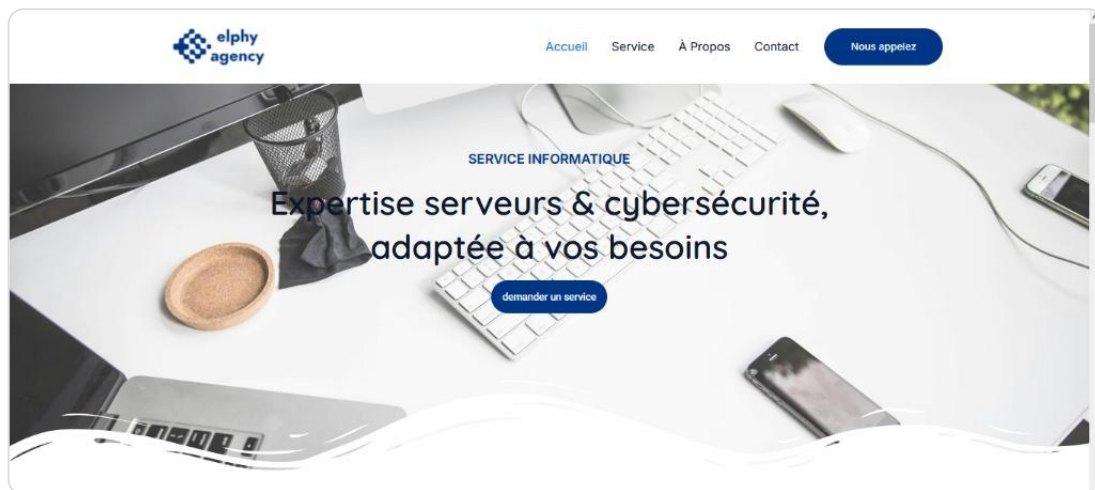 elphy
agency
Accueil
Service
À Propos
Contact
Nous appelez
SERVICE INFORMATIQUE
Expertise serveurs & cybersécurité,
adaptée à vos besoins
demander un service